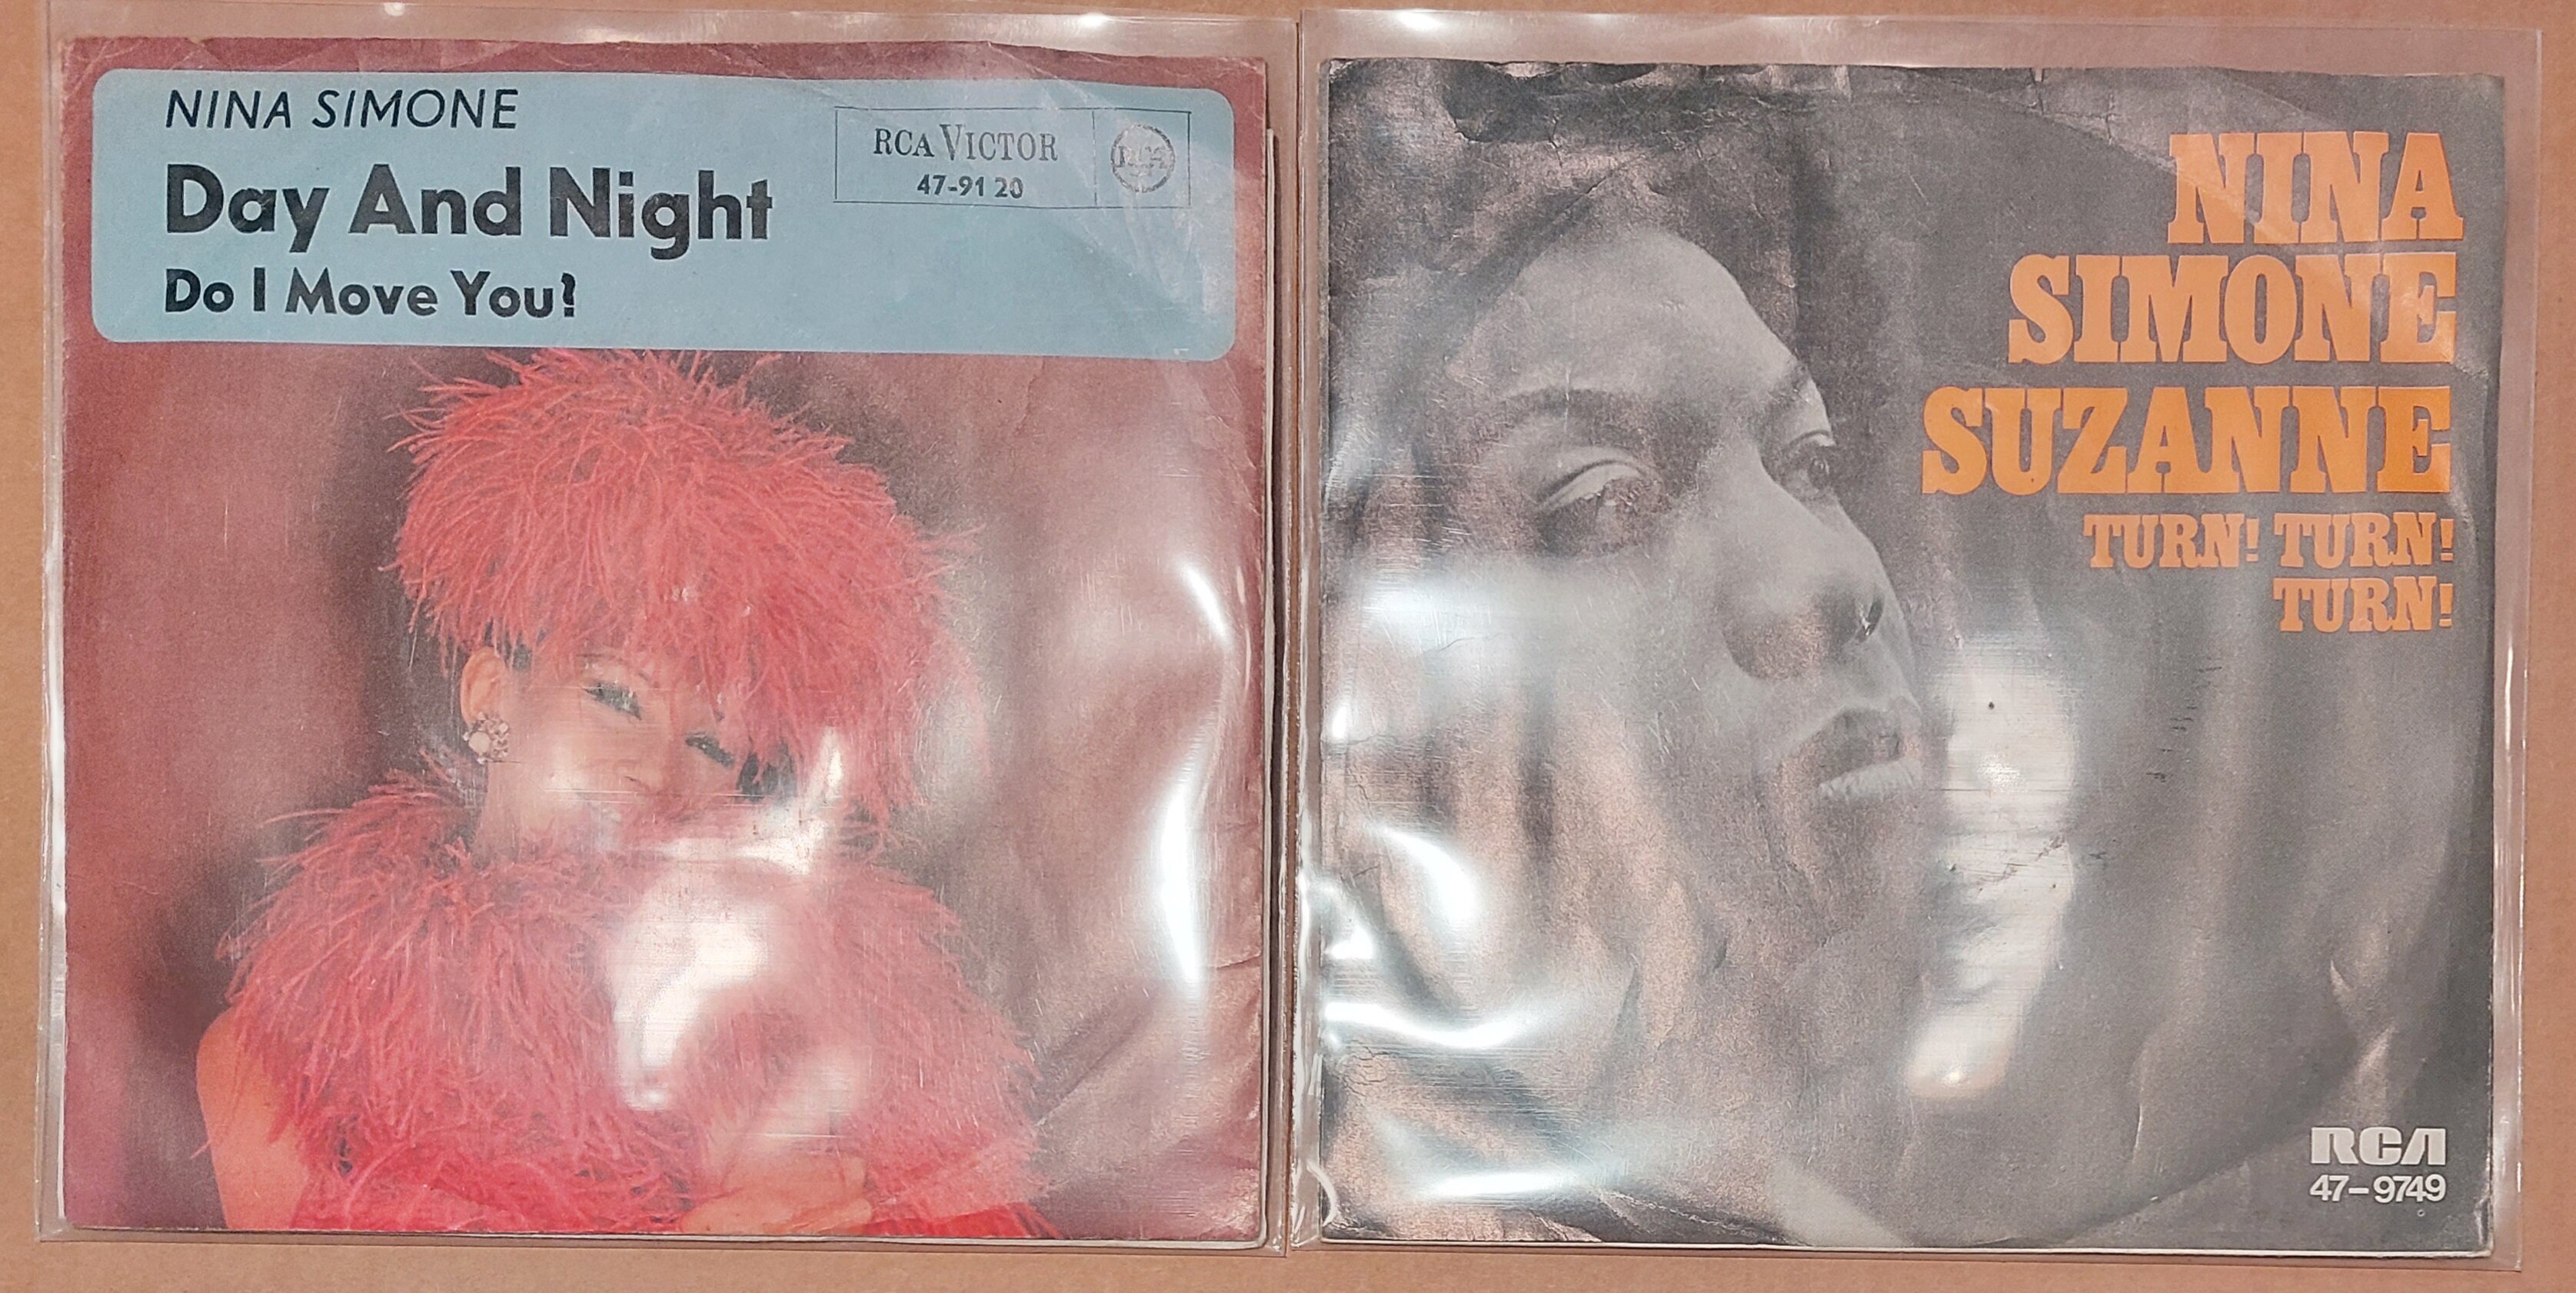 NINA SIMONE
Day And Night
Do I Move You?
RCA VICTOR
47-91 20
RCA
NINA
SIMONE
SUZANNE
TURN! TURN!
TURN!
RCA
47-9749